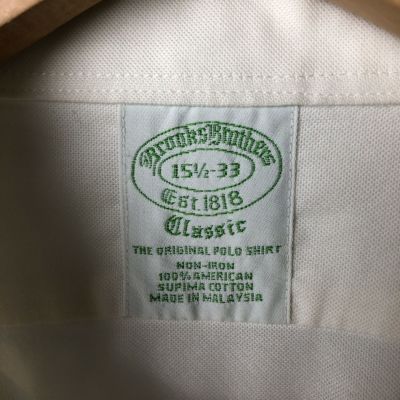 Brooks Brothers
15½-33
Est. 1818
Classic
THE ORIGINAL POLO SHIRT
NON-IRON
100% AMERICAN
SUPIMA COTTON
MADE IN MALAYSIA